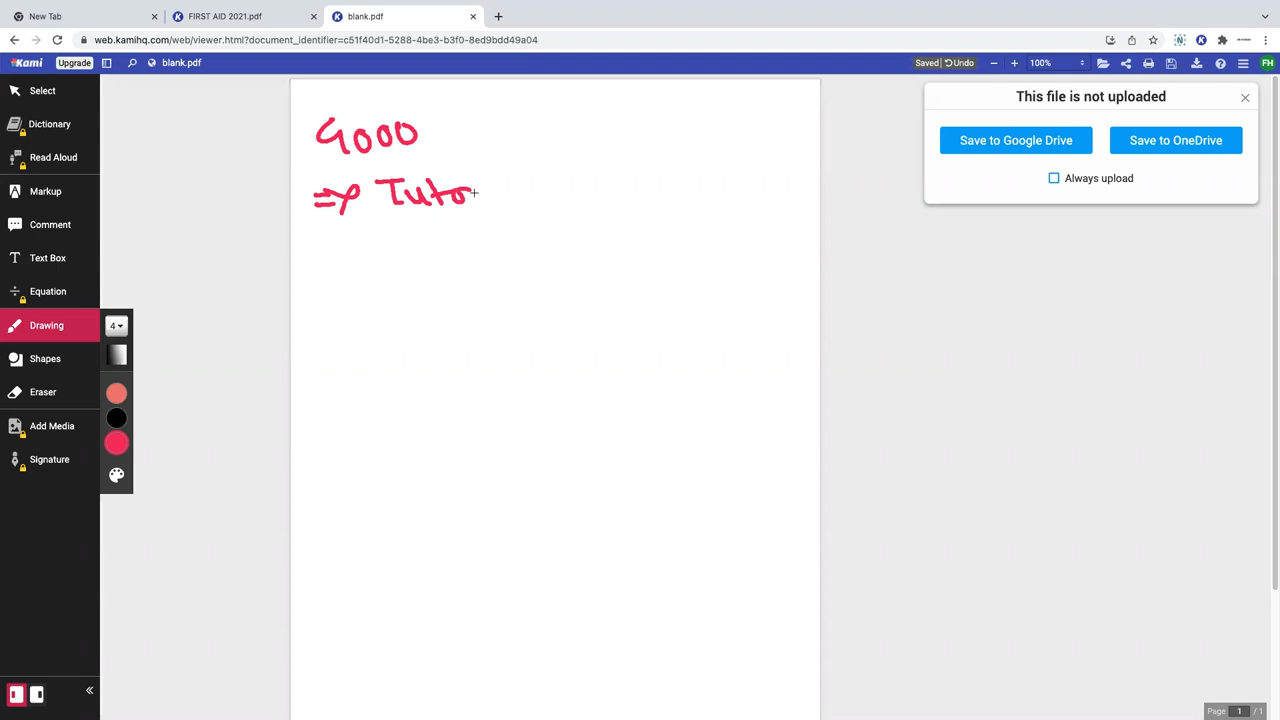 New Tab
FIRST AID 2021.pdf
blank.pdf
web.kamihq.com/web/viewer.html?document_identifier=c51f40d1-5288-4be3-b3f0-8ed9bdd49a04
Kami
Upgrade
blank.pdf
Saved
Undo
100%
FH
Select
Dictionary
Read Aloud
Markup
Comment
Text Box
Equation
Drawing
Shapes
Eraser
Add Media
Signature
4
9000
=> Tuto
This file is not uploaded
Save to Google Drive
Save to OneDrive
Always upload
Page 1 / 1